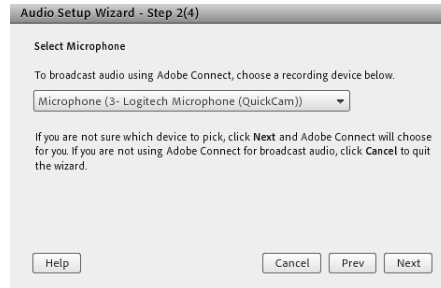 Audio Setup Wizard - Step 2(4)
Select Microphone
To broadcast audio using Adobe Connect, choose a recording device below.
Microphone (3- Logitech Microphone (QuickCam))
If you are not sure which device to pick, click Next and Adobe Connect will choose
for you. If you are not using Adobe Connect for broadcast audio, click Cancel to quit
the wizard.
Help Cancel Prev Next